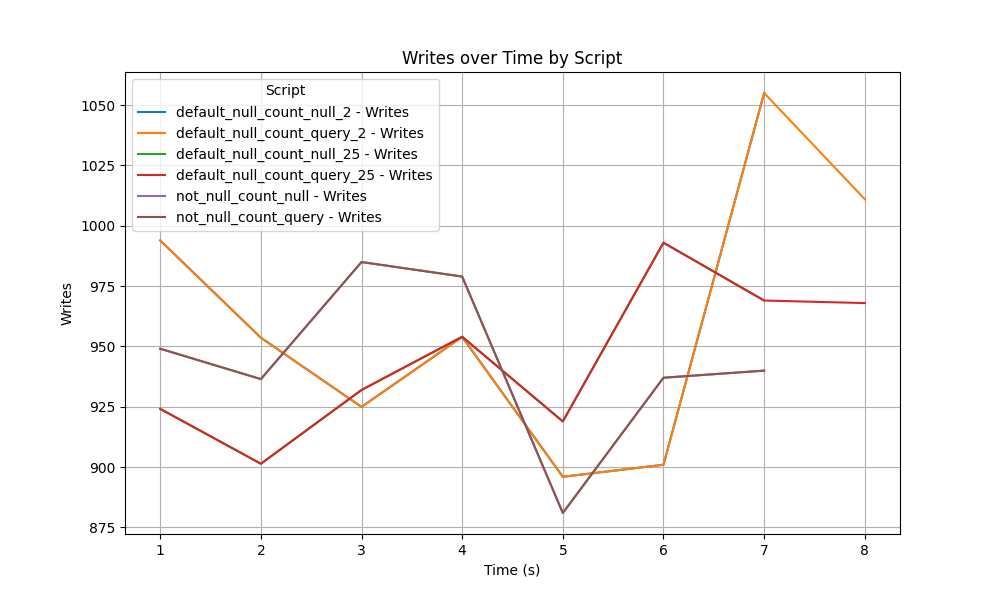 Writes over Time by Script
Script
default_null_count_null_2 - Writes
default_null_count_query_2 - Writes
default_null_count_null_25 - Writes
default_null_count_query_25 - Writes
not_null_count_null - Writes
not_null_count_query - Writes
Writes
1050
1025
1000
975
950
925
900
875
1 2 3 4 5 6 7 8
Time (s)